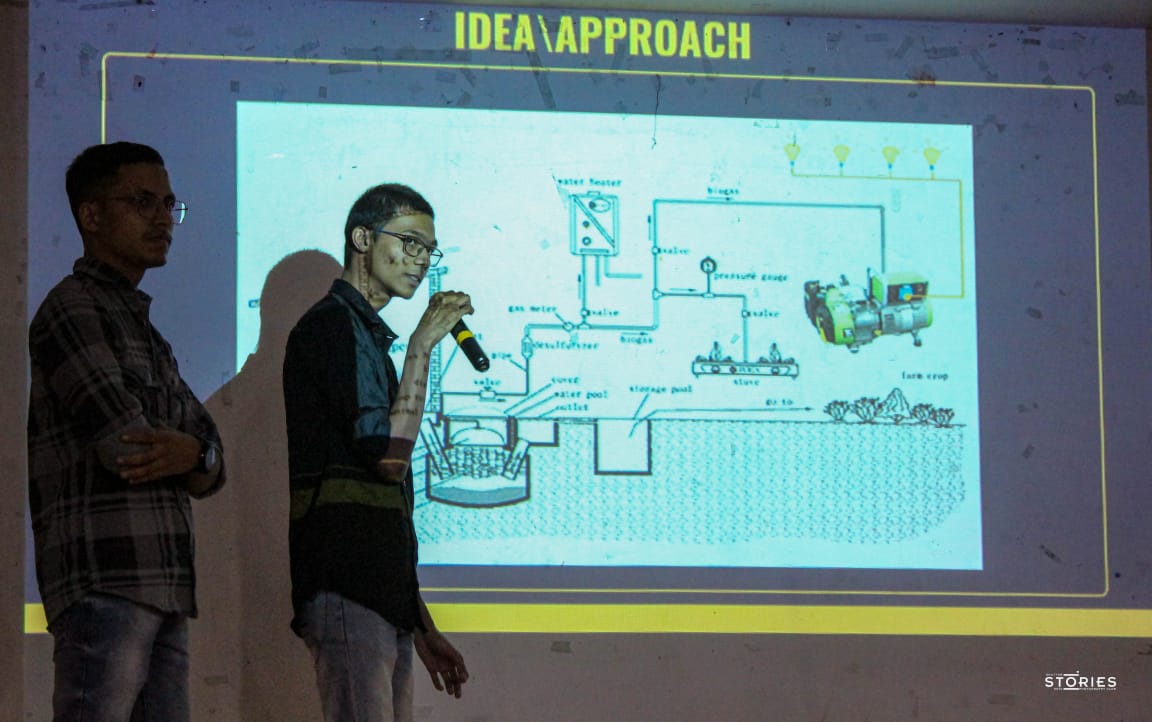 IDEA\APPROACH
water heater
biogas
valve
pressure gauge
gas meter
valve
valve
desulfurizer
biogas
pipe
stove
valve
cover
water pool
storage pool
outlet
go to
farm crop
STORIES